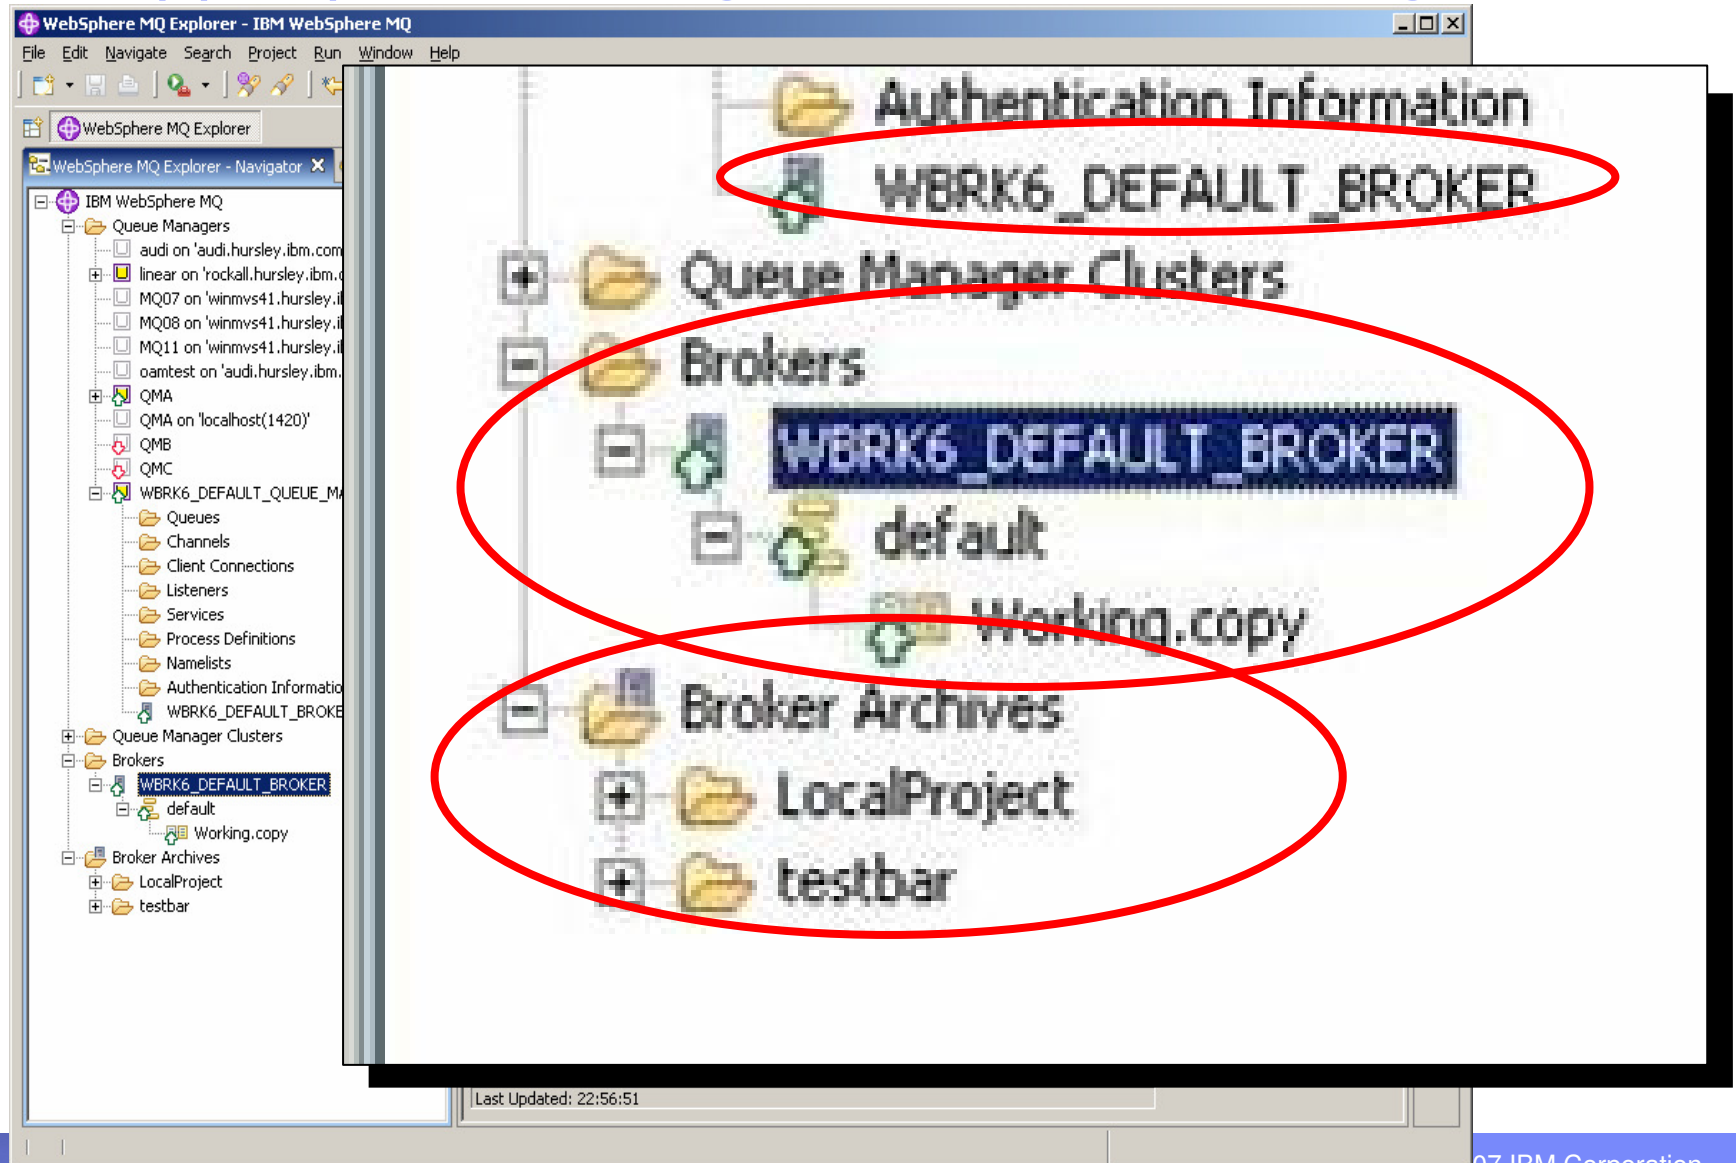 WebSphere MQ Explorer - IBM WebSphere MQ
File Edit Navigate Search Project Run Window Help
WebSphere MQ Explorer
WebSphere MQ Explorer - Navigator
IBM WebSphere MQ
Queue Managers
audi on 'audi.hursley.ibm.com
linear on 'rockall.hursley.ibm.
MQ07 on 'winmvs41.hursley.
MQ08 on 'winmvs41.hursley.
MQ11 on 'winmvs41.hursley.
oamtest on 'audi.hursley.ibm.
QMA
QMA on 'localhost(1420)'
QMB
QMC
WBRK6_DEFAULT_QUEUE_MA
Queues
Channels
Client Connections
Listeners
Services
Process Definitions
Namelists
Authentication Informatio
WBRK6_DEFAULT_BROKE
Queue Manager Clusters
Brokers
WBRK6_DEFAULT_BROKER
default
Working.copy
Broker Archives
LocalProject
testbar
Authentication Information
WBRK6_DEFAULT_BROKER
Queue Manager Clusters
Brokers
WBRK6_DEFAULT_BROKER
default
Working.copy
Broker Archives
LocalProject
testbar
Last Updated: 22:56:51
07 IBM Corporation